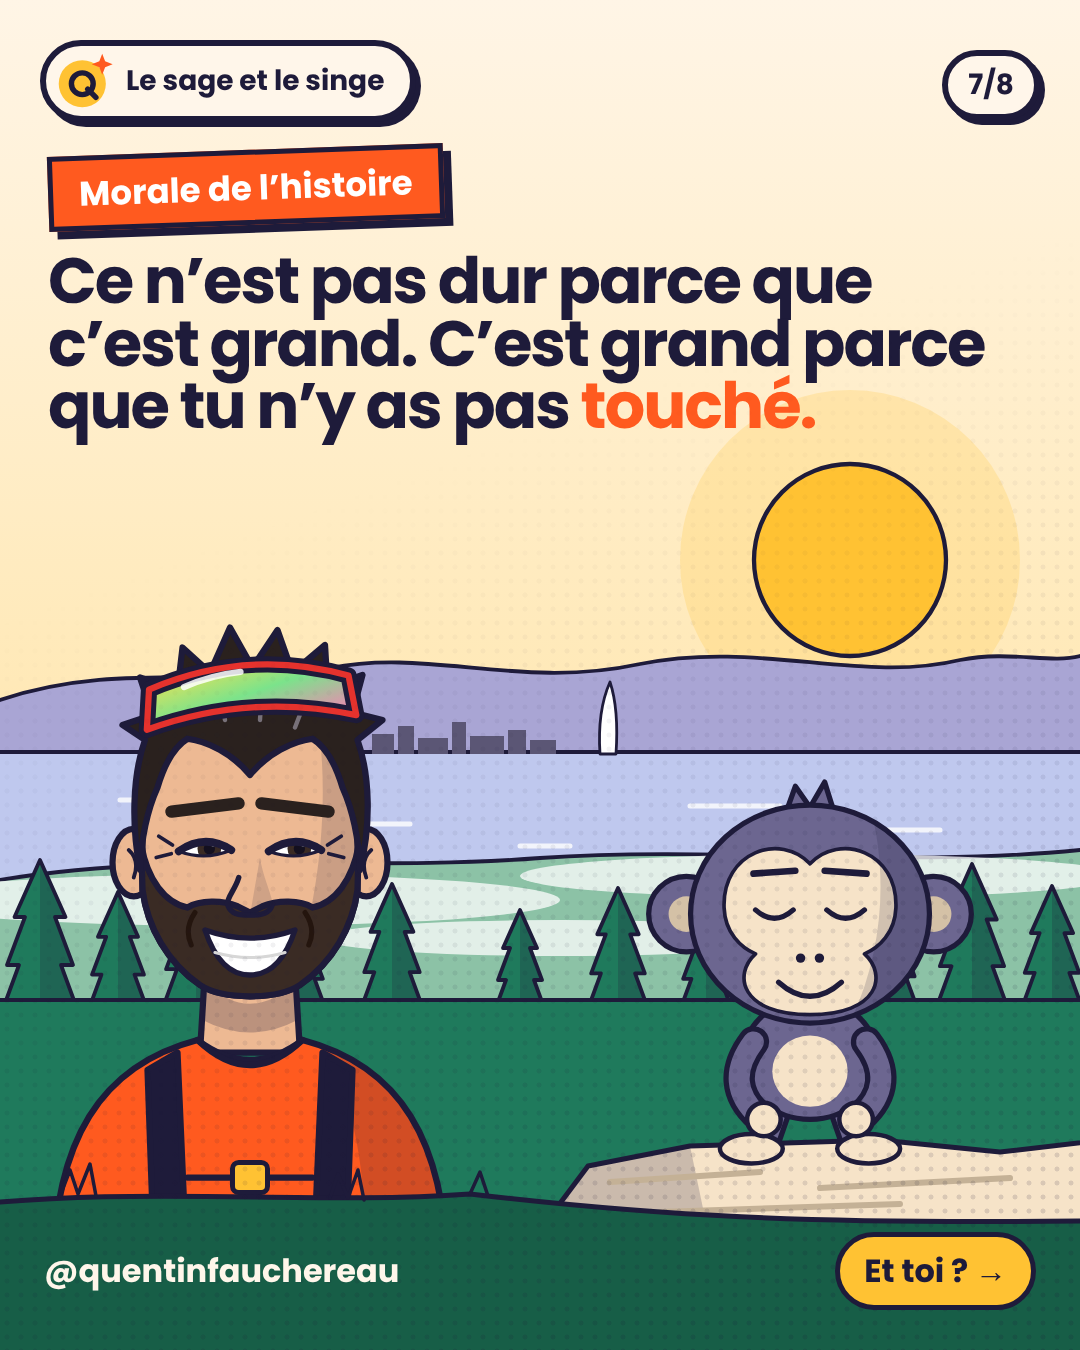 Q Le sage et le singe
7/8
Morale de l’histoire
Ce n’est pas dur parce que
c’est grand. C’est grand parce
que tu n’y as pas touché.
@quentinfauchereau
Et toi ? →